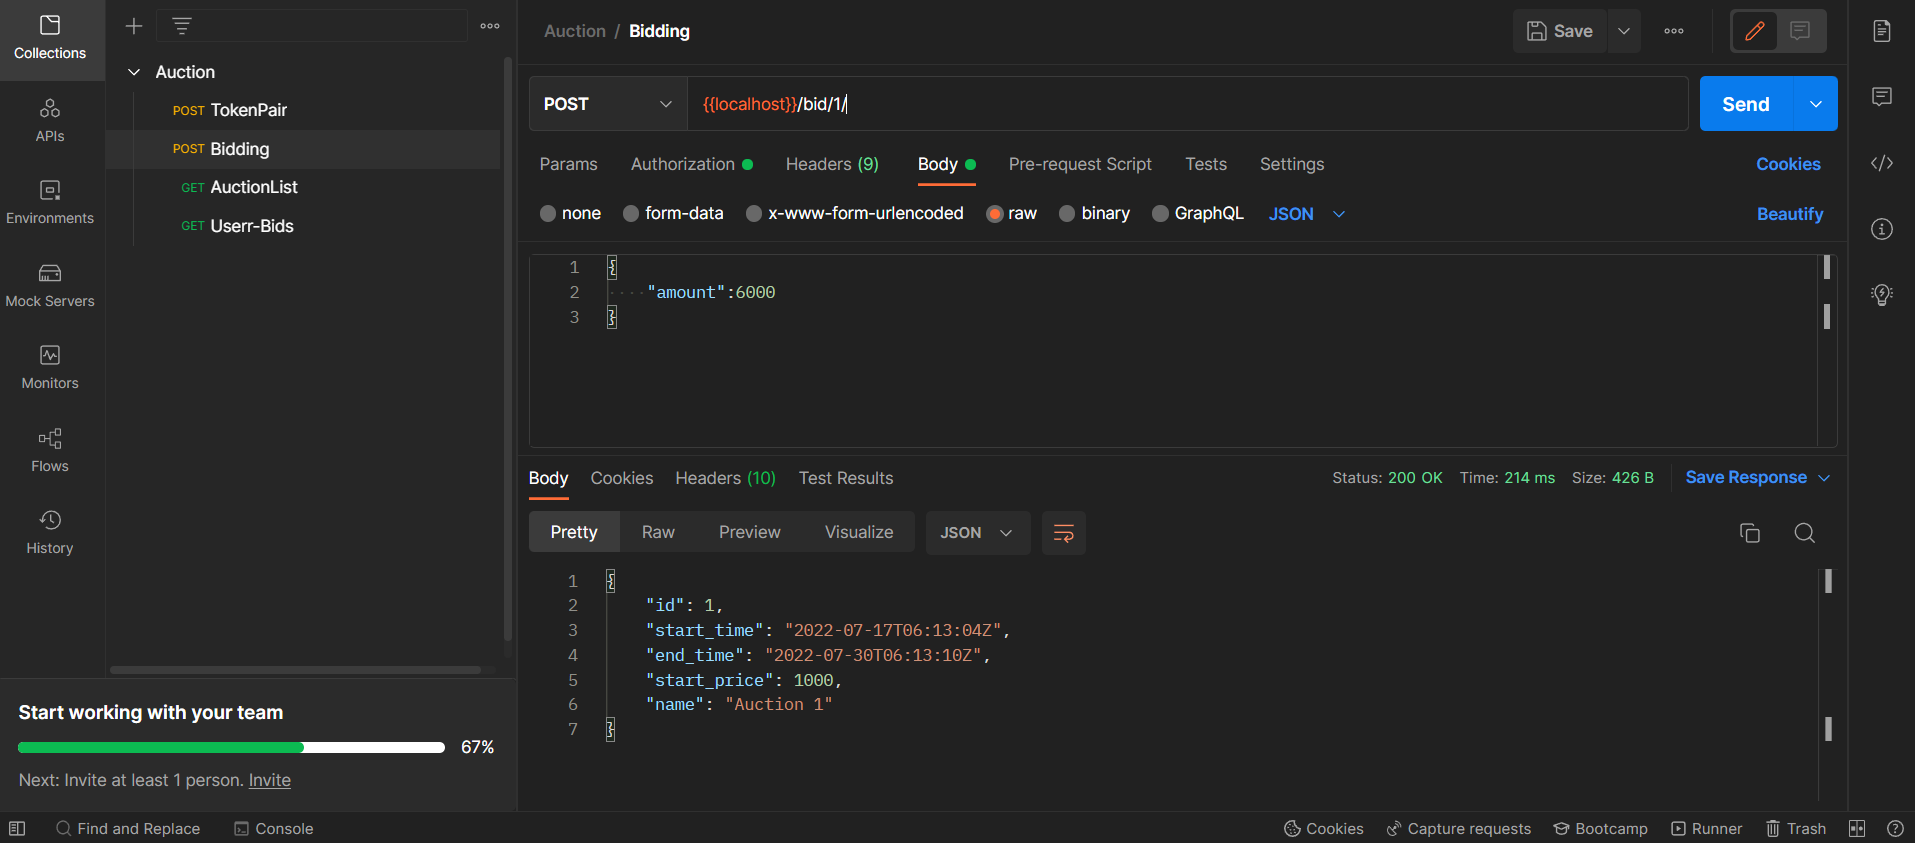 Collections
APIs
Environments
Mock Servers
Monitors
Flows
History
Auction
POST TokenPair
POST Bidding
GET AuctionList
GET Userr-Bids
Start working with your team
67%
Next: Invite at least 1 person. Invite
Auction / Bidding
Save
POST {{localhost}}/bid/1/
Send
Params Authorization Headers (9) Body Pre-request Script Tests Settings Cookies
none form-data x-www-form-urlencoded raw binary GraphQL JSON Beautify
1 {
2 "amount":6000
3 }
Body Cookies Headers (10) Test Results Status: 200 OK Time: 214 ms Size: 426 B Save Response
Pretty Raw Preview Visualize JSON
1 {
2 "id": 1,
3 "start_time": "2022-07-17T06:13:04Z",
4 "end_time": "2022-07-30T06:13:10Z",
5 "start_price": 1000,
6 "name": "Auction 1"
7 }
Find and Replace Console Cookies Capture requests Bootcamp Runner Trash